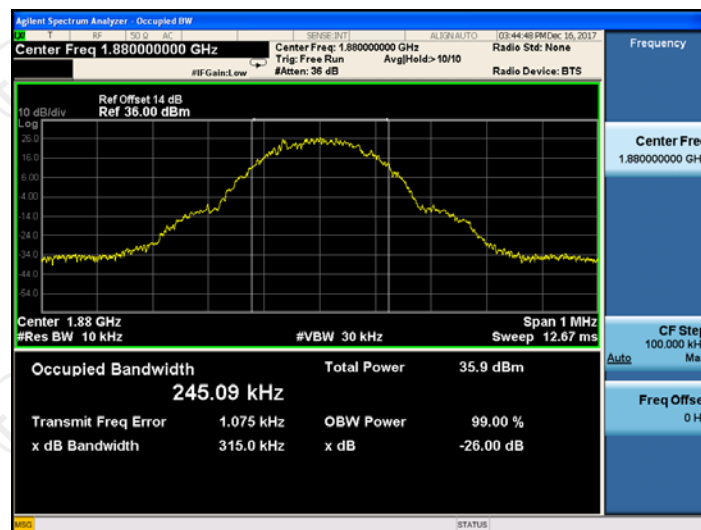 Agilent Spectrum Analyzer - Occupied BW
LXI T RF 50 Ω AC SENSE:INT ALIGN AUTO 03:44:48 PM Dec 16, 2017
Center Freq 1.880000000 GHz
Center Freq: 1.880000000 GHz
Radio Std: None
Trig: Free Run Avg|Hold:> 10/10
#IFGain:Low
#Atten: 36 dB
Radio Device: BTS
Ref Offset 14 dB
10 dB/div Ref 36.00 dBm
Log
26.0
16.0
6.00
-4.00
-14.0
-24.0
-34.0
-44.0
-54.0
Center 1.88 GHz Span 1 MHz
#Res BW 10 kHz #VBW 30 kHz Sweep 12.67 ms
Occupied Bandwidth Total Power 35.9 dBm
245.09 kHz
Transmit Freq Error 1.075 kHz OBW Power 99.00 %
x dB Bandwidth 315.0 kHz x dB -26.00 dB
MSG STATUS
Frequency
Center Fre
1.880000000 GH
CF Step
100.000 kH
Auto Ma
Freq Offse
0 H